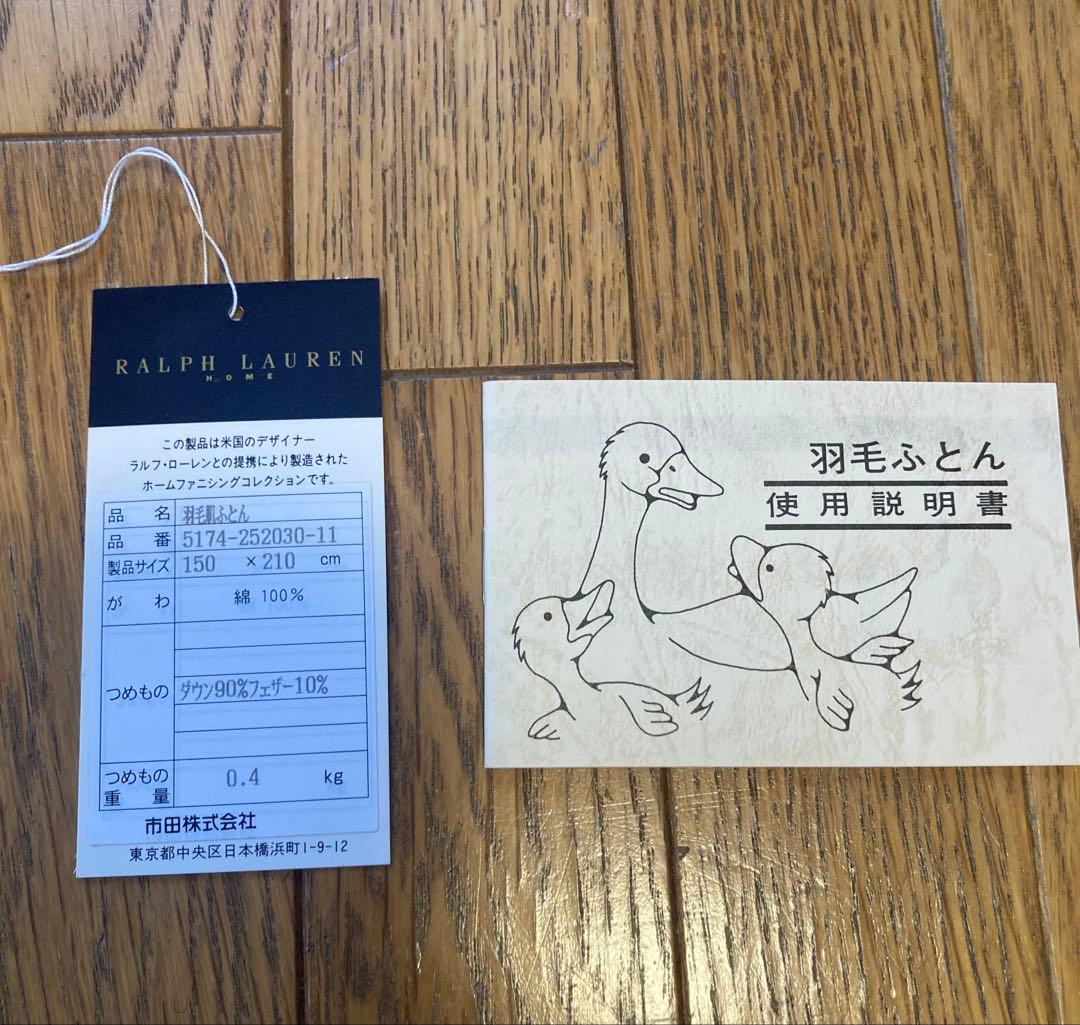 RALPH LAUREN
HOME
この製品は米国のデザイナー
ラルフ・ローレンとの提携により製造された
ホームファニシングコレクションです。
品名 羽毛肌ふとん
品番 5174-252030-11
製品サイズ 150 × 210 cm
がわ 綿 100%
つめもの ダウン90%フェザー10%
つめもの重量 0.4 kg
市田株式会社
東京都中央区日本橋浜町1-9-12
羽毛ふとん
使用説明書